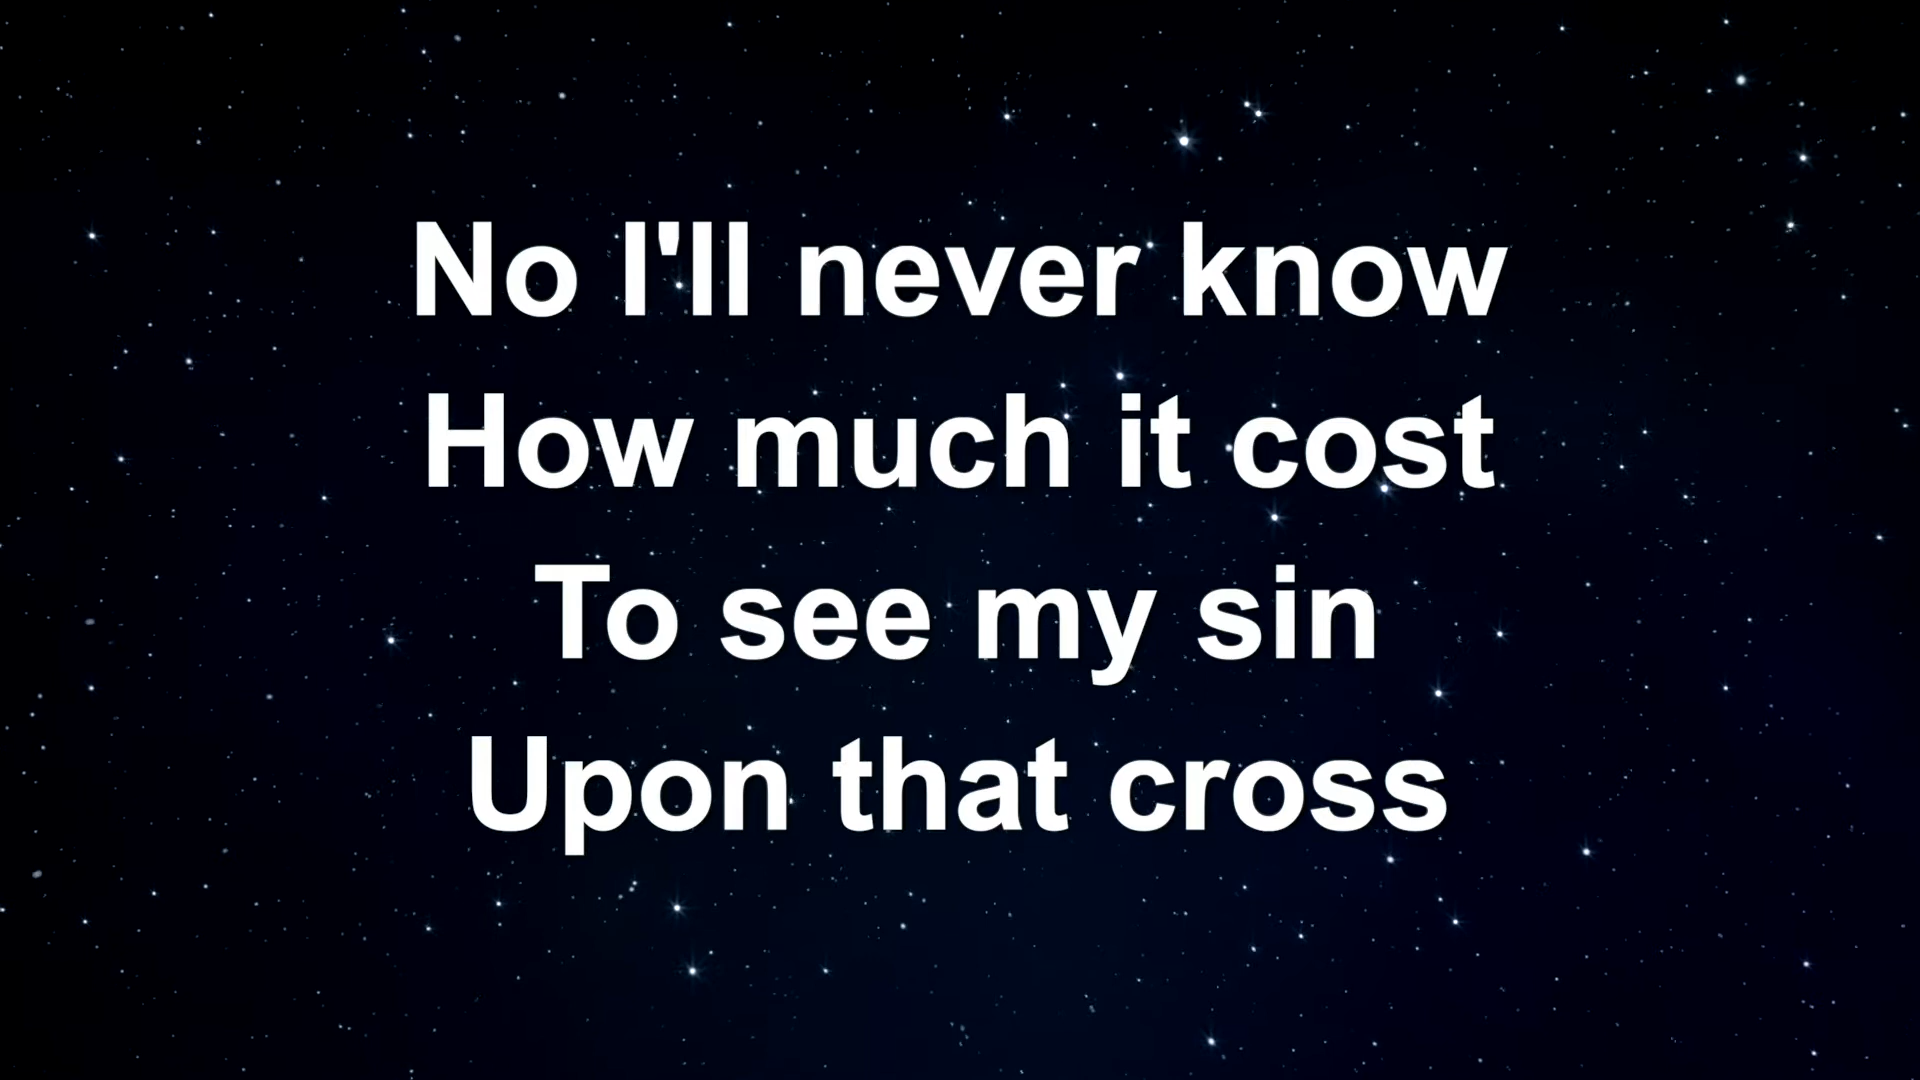 No I'll never know
How much it cost
To see my sin
Upon that cross